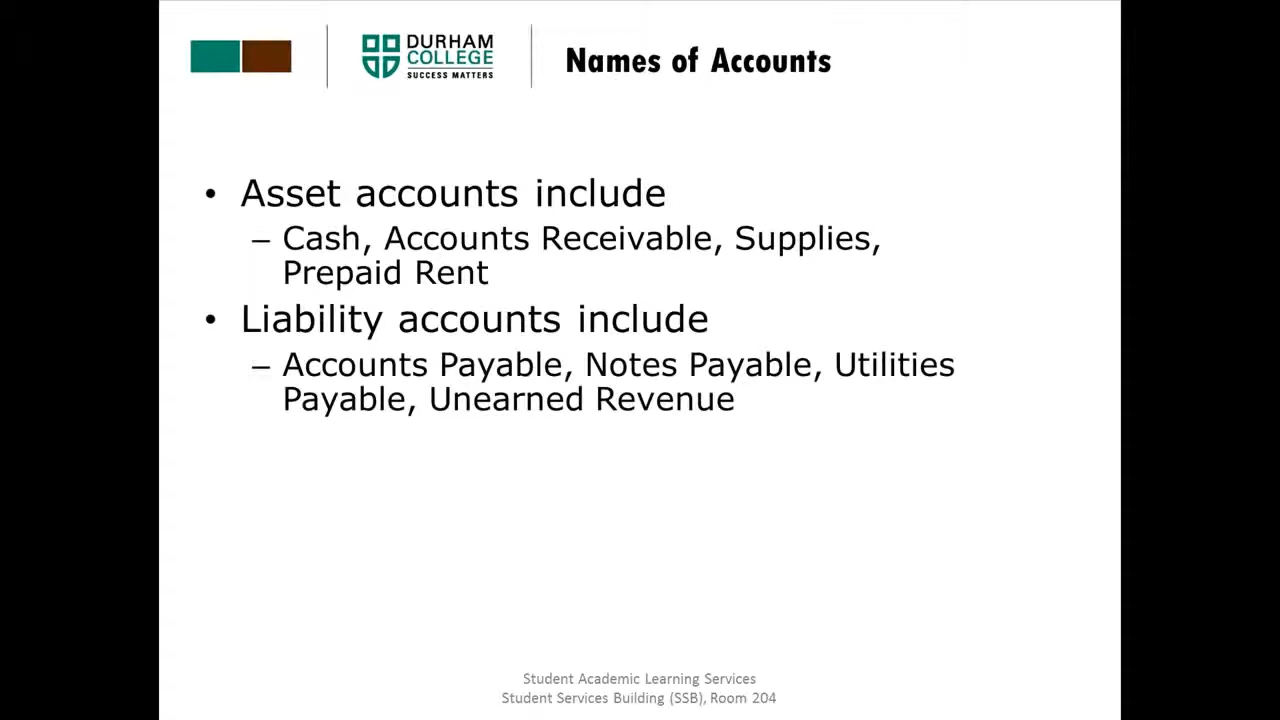 DURHAM
COLLEGE
SUCCESS MATTERS
Names of Accounts
• Asset accounts include
– Cash, Accounts Receivable, Supplies,
Prepaid Rent
• Liability accounts include
– Accounts Payable, Notes Payable, Utilities
Payable, Unearned Revenue
Student Academic Learning Services
Student Services Building (SSB), Room 204